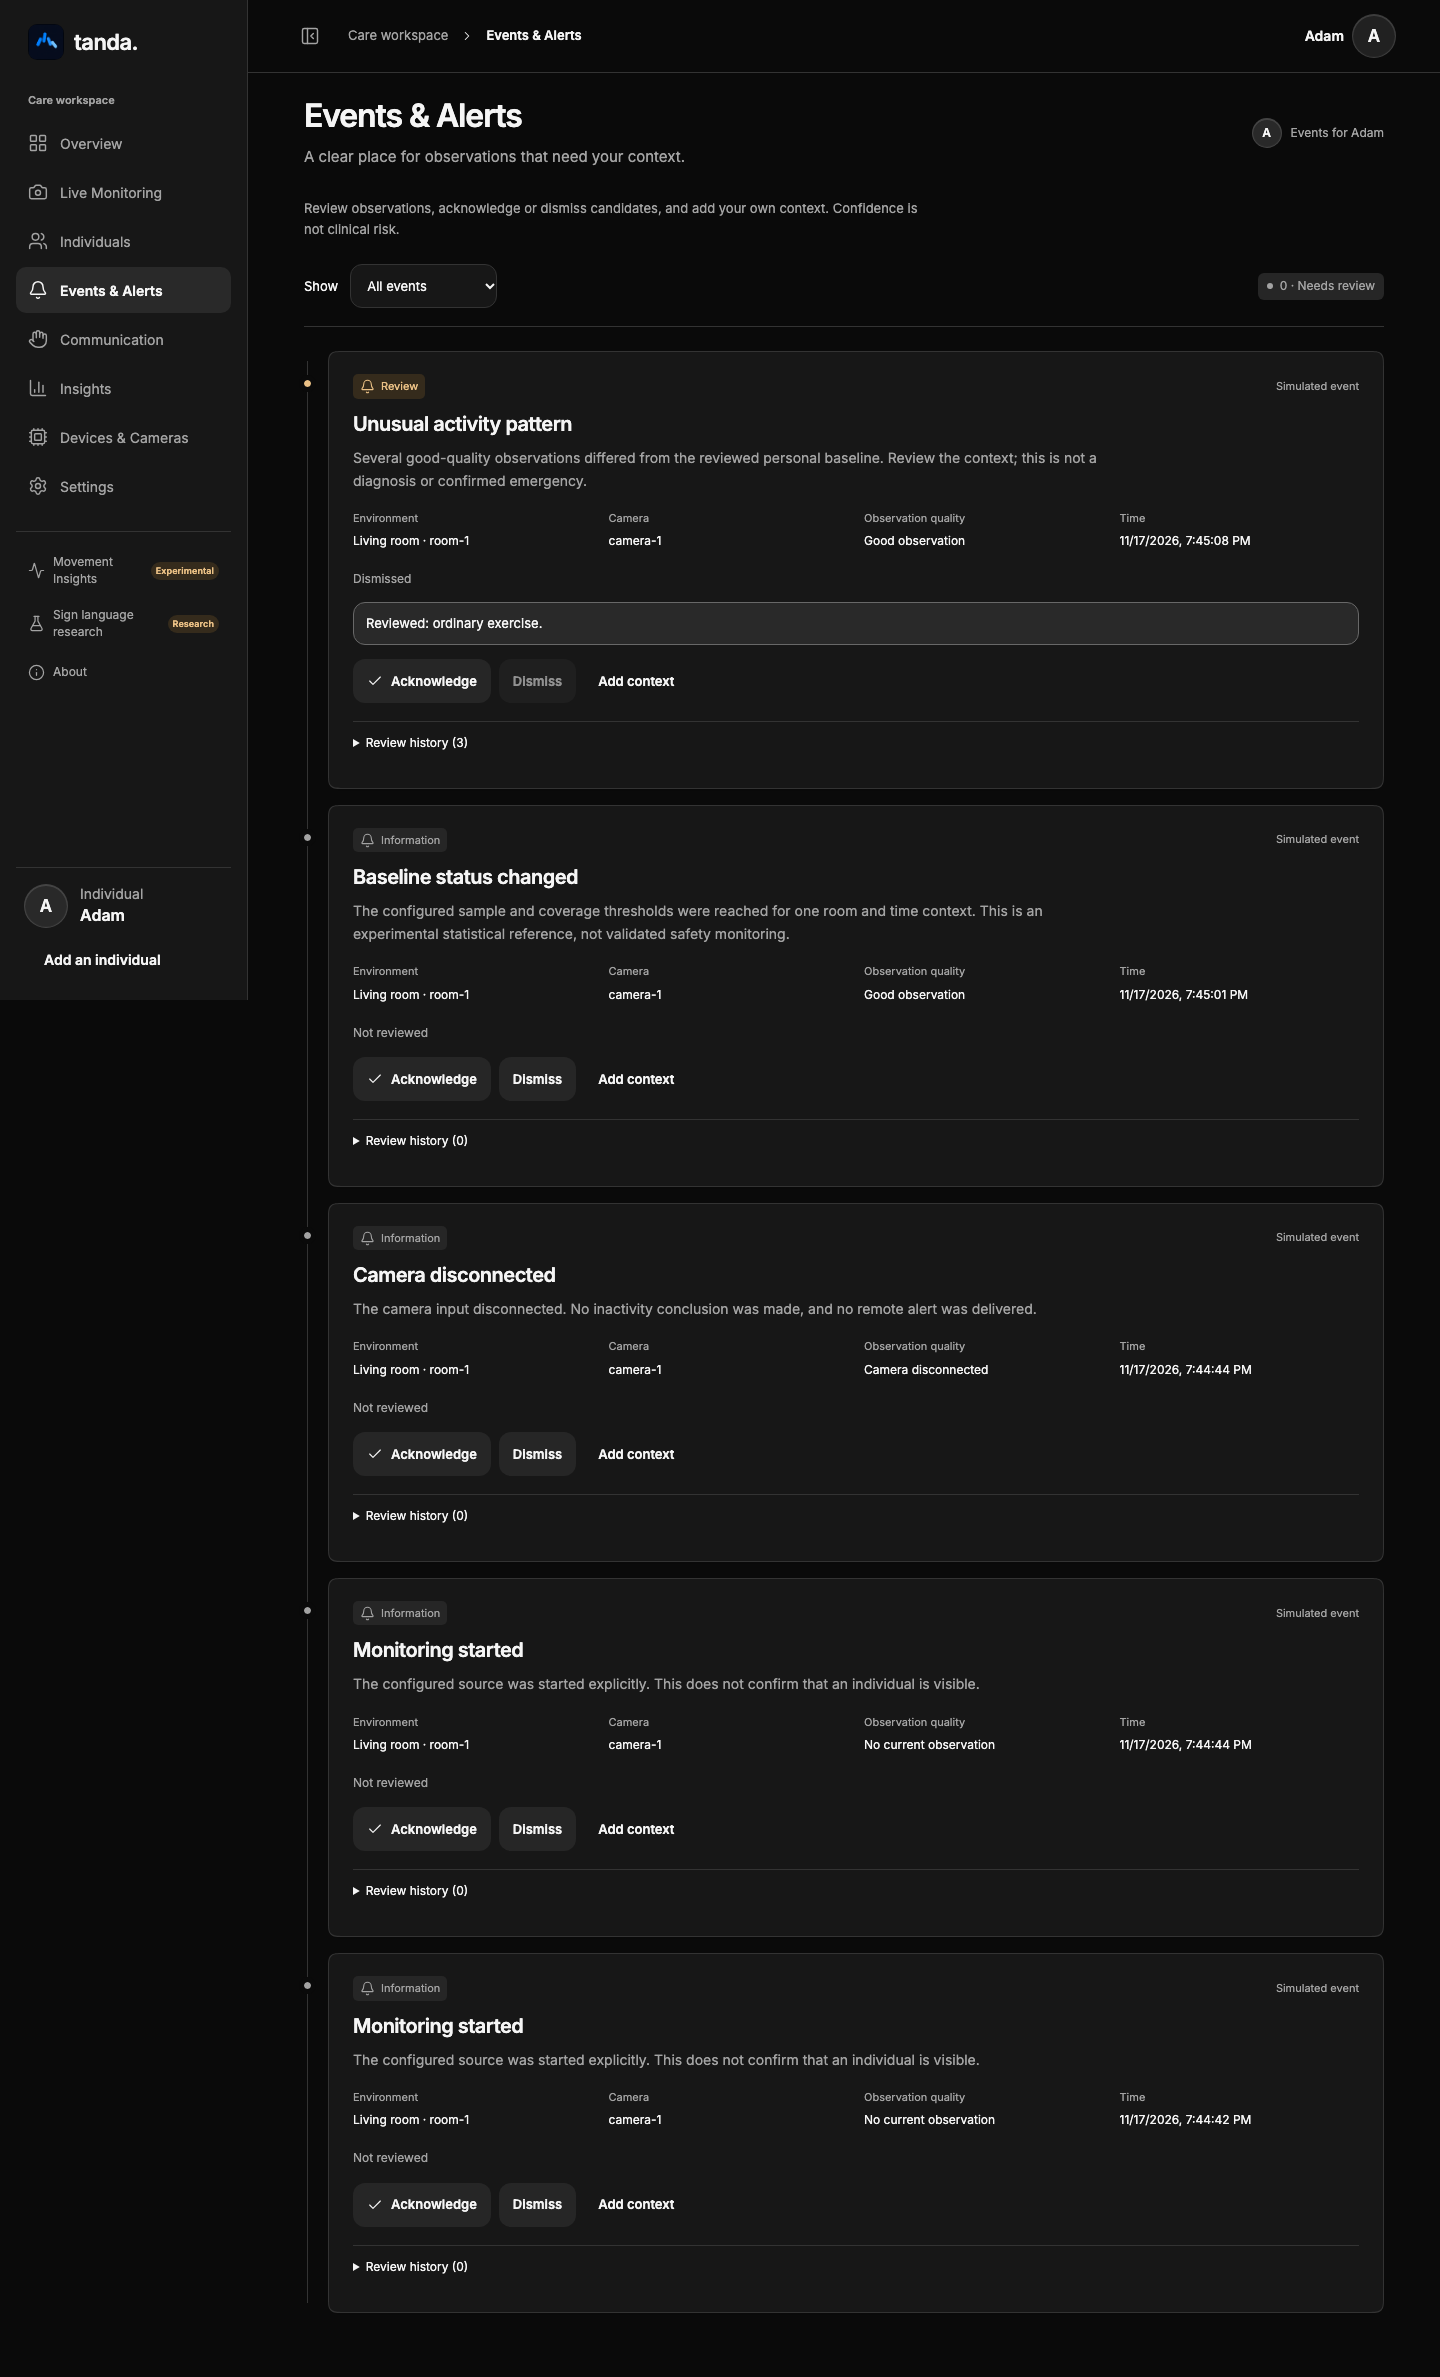 tanda.
Care workspace
Overview
Live Monitoring
Individuals
Events & Alerts
Communication
Insights
Devices & Cameras
Settings
Movement
Insights
Experimental
Sign language
research
Research
About
A
Individual
Adam
Add an individual
Care workspace > Events & Alerts
Adam A
Events & Alerts
A clear place for observations that need your context.
A Events for Adam
Review observations, acknowledge or dismiss candidates, and add your own context. Confidence is
not clinical risk.
Show All events
0 · Needs review
Review
Simulated event
Unusual activity pattern
Several good-quality observations differed from the reviewed personal baseline. Review the context; this is not a
diagnosis or confirmed emergency.
Environment Camera Observation quality Time
Living room · room-1 camera-1 Good observation 11/17/2026, 7:45:08 PM
Dismissed
Reviewed: ordinary exercise.
Acknowledge Dismiss Add context
Review history (3)
Information
Simulated event
Baseline status changed
The configured sample and coverage thresholds were reached for one room and time context. This is an
experimental statistical reference, not validated safety monitoring.
Environment Camera Observation quality Time
Living room · room-1 camera-1 Good observation 11/17/2026, 7:45:01 PM
Not reviewed
Acknowledge Dismiss Add context
Review history (0)
Information
Simulated event
Camera disconnected
The camera input disconnected. No inactivity conclusion was made, and no remote alert was delivered.
Environment Camera Observation quality Time
Living room · room-1 camera-1 Camera disconnected 11/17/2026, 7:44:44 PM
Not reviewed
Acknowledge Dismiss Add context
Review history (0)
Information
Simulated event
Monitoring started
The configured source was started explicitly. This does not confirm that an individual is visible.
Environment Camera Observation quality Time
Living room · room-1 camera-1 No current observation 11/17/2026, 7:44:44 PM
Not reviewed
Acknowledge Dismiss Add context
Review history (0)
Information
Simulated event
Monitoring started
The configured source was started explicitly. This does not confirm that an individual is visible.
Environment Camera Observation quality Time
Living room · room-1 camera-1 No current observation 11/17/2026, 7:44:42 PM
Not reviewed
Acknowledge Dismiss Add context
Review history (0)